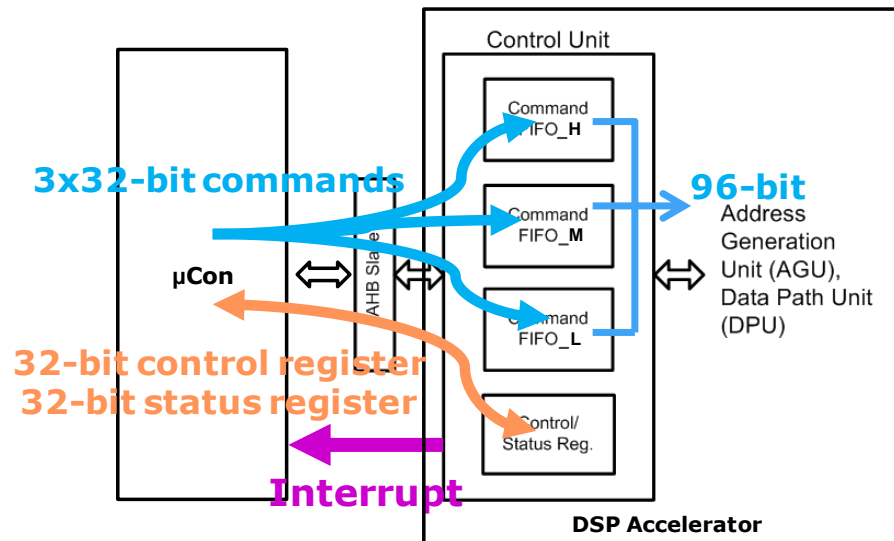 Control Unit
Command
FIFO_H
3x32-bit commands
96-bit
Command
FIFO_M
Address
Generation
Unit (AGU),
Data Path Unit
(DPU)
µCon
AHB Slave
Command
FIFO_L
32-bit control register
32-bit status register
Control/
Status Reg.
Interrupt
DSP Accelerator